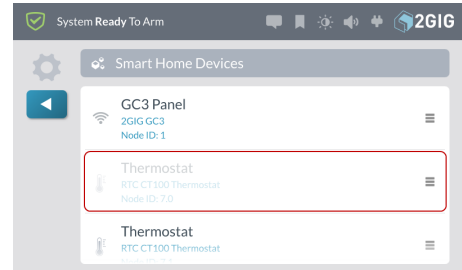 System Ready To Arm
2GIG
Smart Home Devices
GC3 Panel
2GIG GC3
Node ID: 1
Thermostat
RTC CT100 Thermostat
Node ID: 7.0
Thermostat
RTC CT100 Thermostat